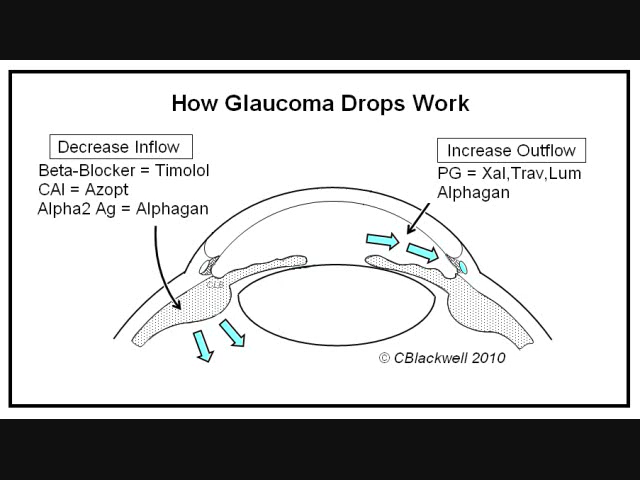 How Glaucoma Drops Work
Decrease Inflow
Beta-Blocker = Timolol
CAI = Azopt
Alpha2 Ag = Alphagan
Increase Outflow
PG = Xal,Trav,Lum
Alphagan
CLB
© CBlackwell 2010